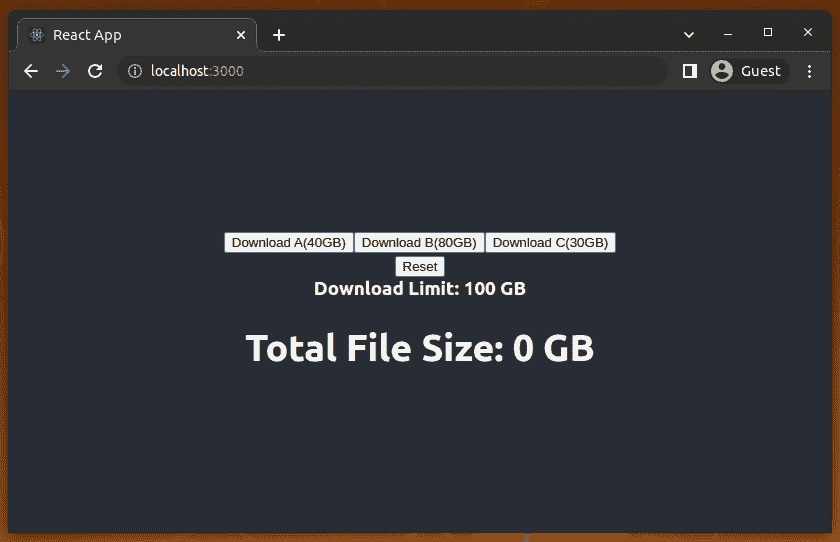 React App
localhost:3000
Guest
Download A(40GB) Download B(80GB) Download C(30GB)
Reset
Download Limit: 100 GB
Total File Size: 0 GB